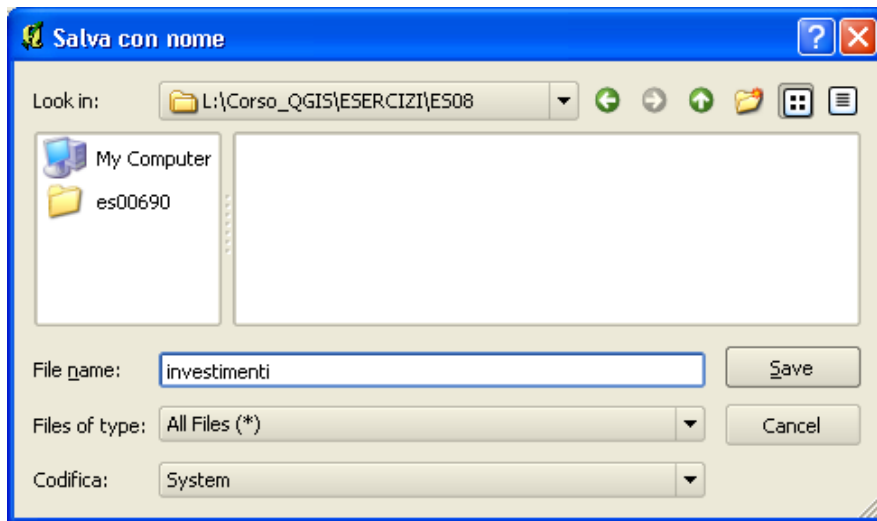 Salva con nome
Look in: L:\Corso_QGIS\ESERCIZI\ES08
My Computer
es00690
File name: investimenti Save
Files of type: All Files (*) Cancel
Codifica: System